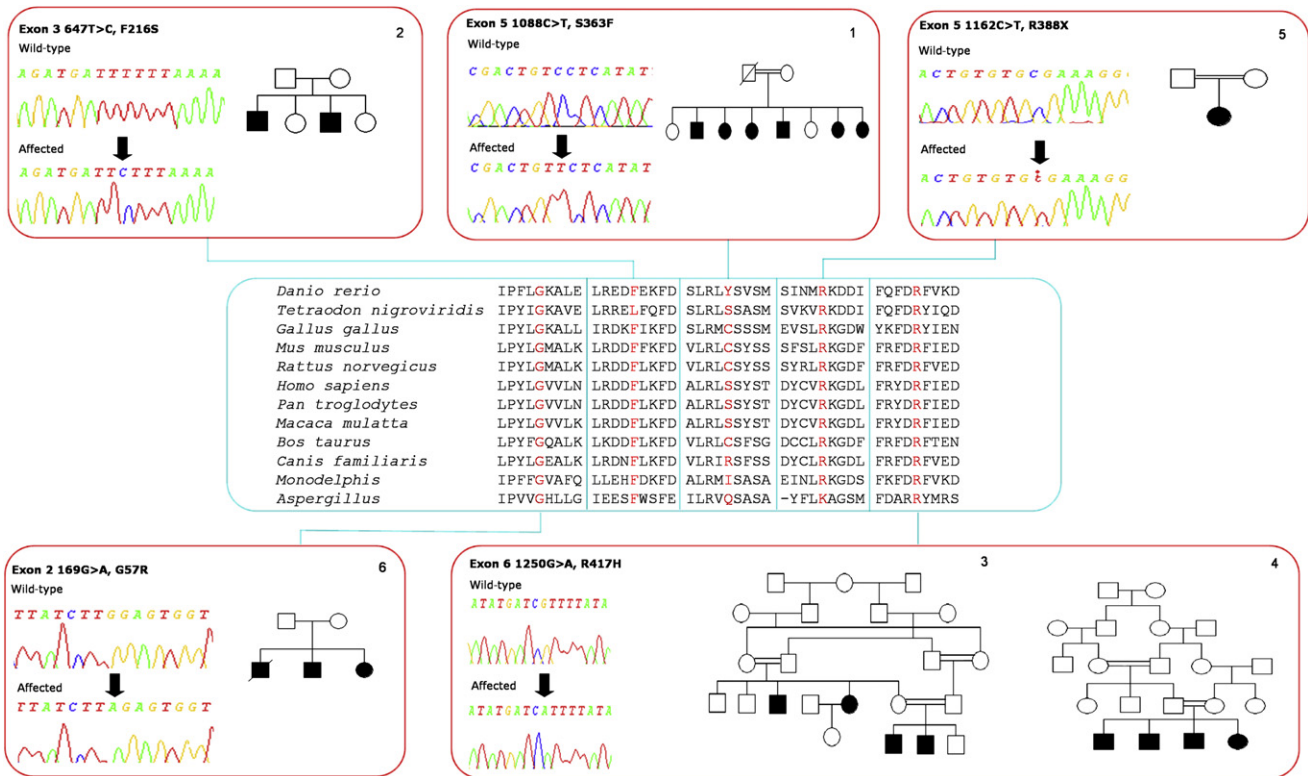 Exon 3 647T>C, F216S
2
Wild-type
AGATGATTTTTTAAAA
Affected
AGATGATTCTTTAAAA
Exon 5 1088C>T, S363F
1
Wild-type
CGACTGTCCTCATAT
Affected
CGACTGTTCTCATAT
Exon 5 1162C>T, R388X
5
Wild-type
ACTGTGTGCGAAAGG
Affected
Danio rerio IPFLGKALE LREDFEKFD SLRLYSVSM SINMRKDDI FQFDRFVKD
Tetraodon nigroviridis IPYIGKAVE LRRELFQFD SLRLSSASM SVKVRKDDI FQFDRYIQD
Gallus gallus LPYLGKALL IRDKFIKFD SLRMCSSSM EVSLRKGDW YKFDRYIEN
Mus musculus LPYLGMALK LRDDFFKFD VLRLCSYSS SFSLRKGDF FRFDRFIED
Rattus norvegicus IPYLGMALK LRDDFLKFD VLRLCSYSS SYRLRKGDF FRFDRFVED
Homo sapiens LPYLGVVLN LRDDFLKFD ALRLSSYST DYCVRKGDL FRYDRFIED
Pan troglodytes LPYLGVVLN LRDDFLKFD ALRLSSYST DYCVRKGDL FRYDRFIED
Macaca mulatta LPYLGVVLK LRDDFLKFD ALRLSSYST DYCVRKGDL FRYDRFIED
Bos taurus LPYFGQALK LKDDFLKFD VLRLCSFSG DCCLRKGDF FRFDRFTEN
Canis familiaris LPYLGEALK LRDNFLKFD VLRIRSFSS DYCLRKGDL FRFDRFVED
Monodelphis IPFFGVAFQ LLEHFDKFD ALRMISASA EINLRKGDS FKFDRFVKD
Aspergillus IPVVGHLLG IEESFWSFE ILRVQSASA -YFLKAGSM FDARRYMRS
Exon 2 169G>A, G57R
6
Wild-type
TTATCTTGGAGTGGT
Affected
TTATCTTAGAGTGGT
Exon 6 1250G>A, R417H
3
4
Wild-type
ATATGATCGTTTTATA
Affected
ATATGATCATTTTATA